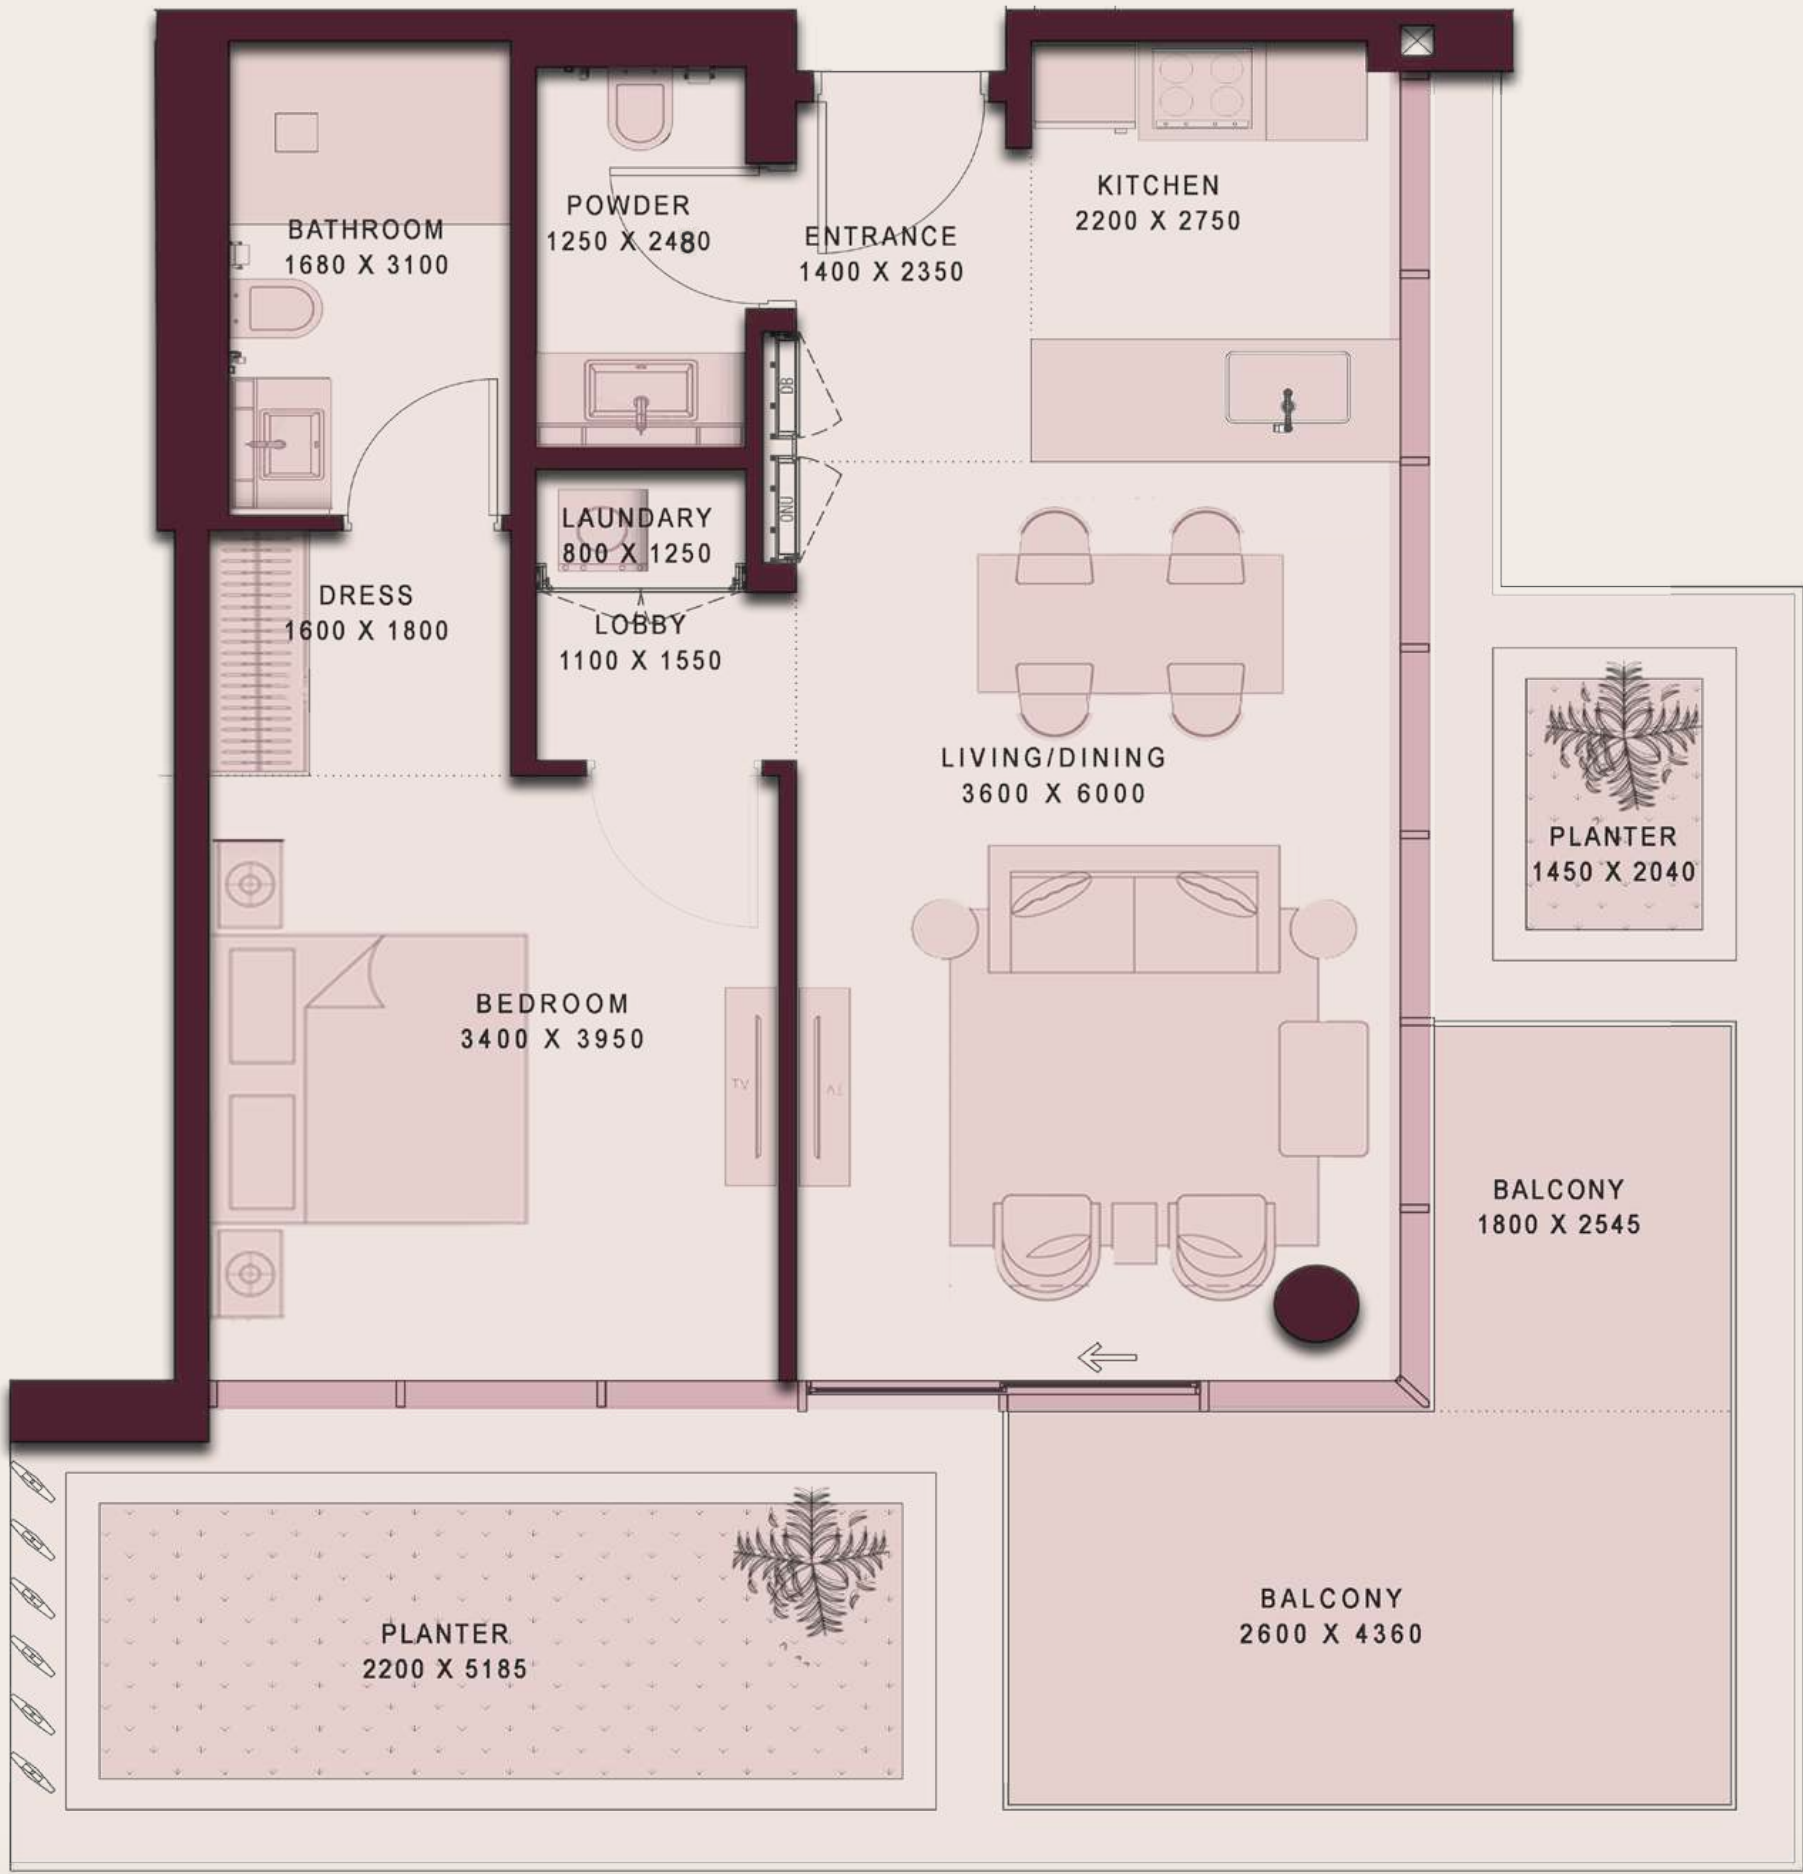 KITCHEN
2200 X 2750
POWDER
1250 X 2480
BATHROOM
1680 X 3100
ENTRANCE
1400 X 2350
DB
ONU
LAUNDARY
800 X 1250
DRESS
1600 X 1800
LOBBY
1100 X 1550
LIVING/DINING
3600 X 6000
PLANTER
1450 X 2040
BEDROOM
3400 X 3950
TV
TV
BALCONY
1800 X 2545
BALCONY
2600 X 4360
PLANTER
2200 X 5185